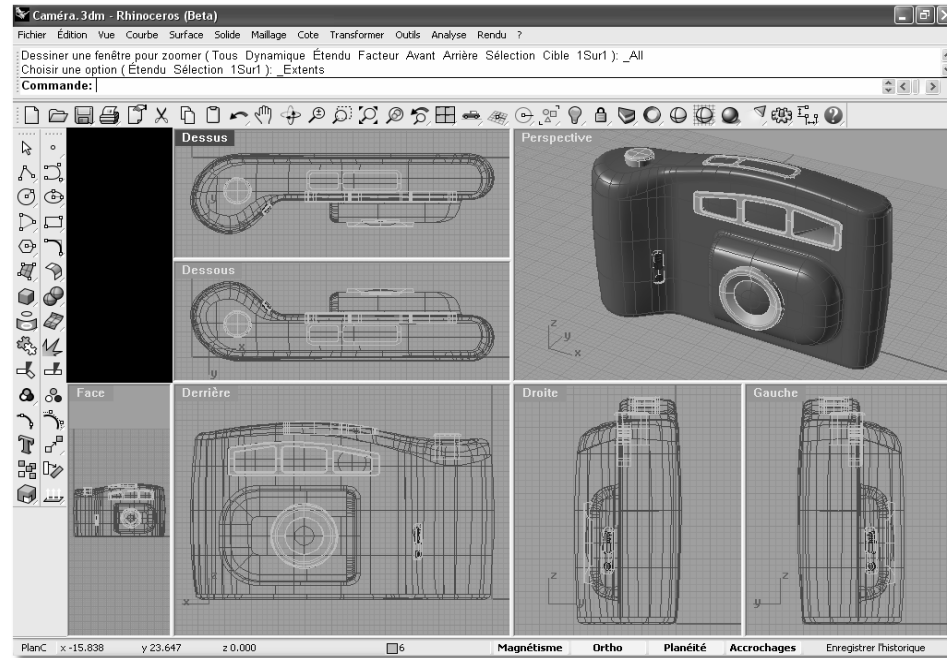 Caméra.3dm - Rhinoceros (Beta)
Fichier Édition Vue Courbe Surface Solide Maillage Cote Transformer Outils Analyse Rendu ?
Dessiner une fenêtre pour zoomer ( Tous Dynamique Étendu Facteur Avant Arrière Sélection Cible 1Sur1 ): _All
Choisir une option ( Étendu Sélection 1Sur1 ): _Extents
Commande:
Dessus
Perspective
y
Dessous
x
y
z
y
x
Face
Derrière
Droite
Gauche
z
x
z
y
z
y
PlanC x -15.838 y 23.647 z 0.000 6 Magnétisme Ortho Planéité Accrochages Enregistrer l'historique